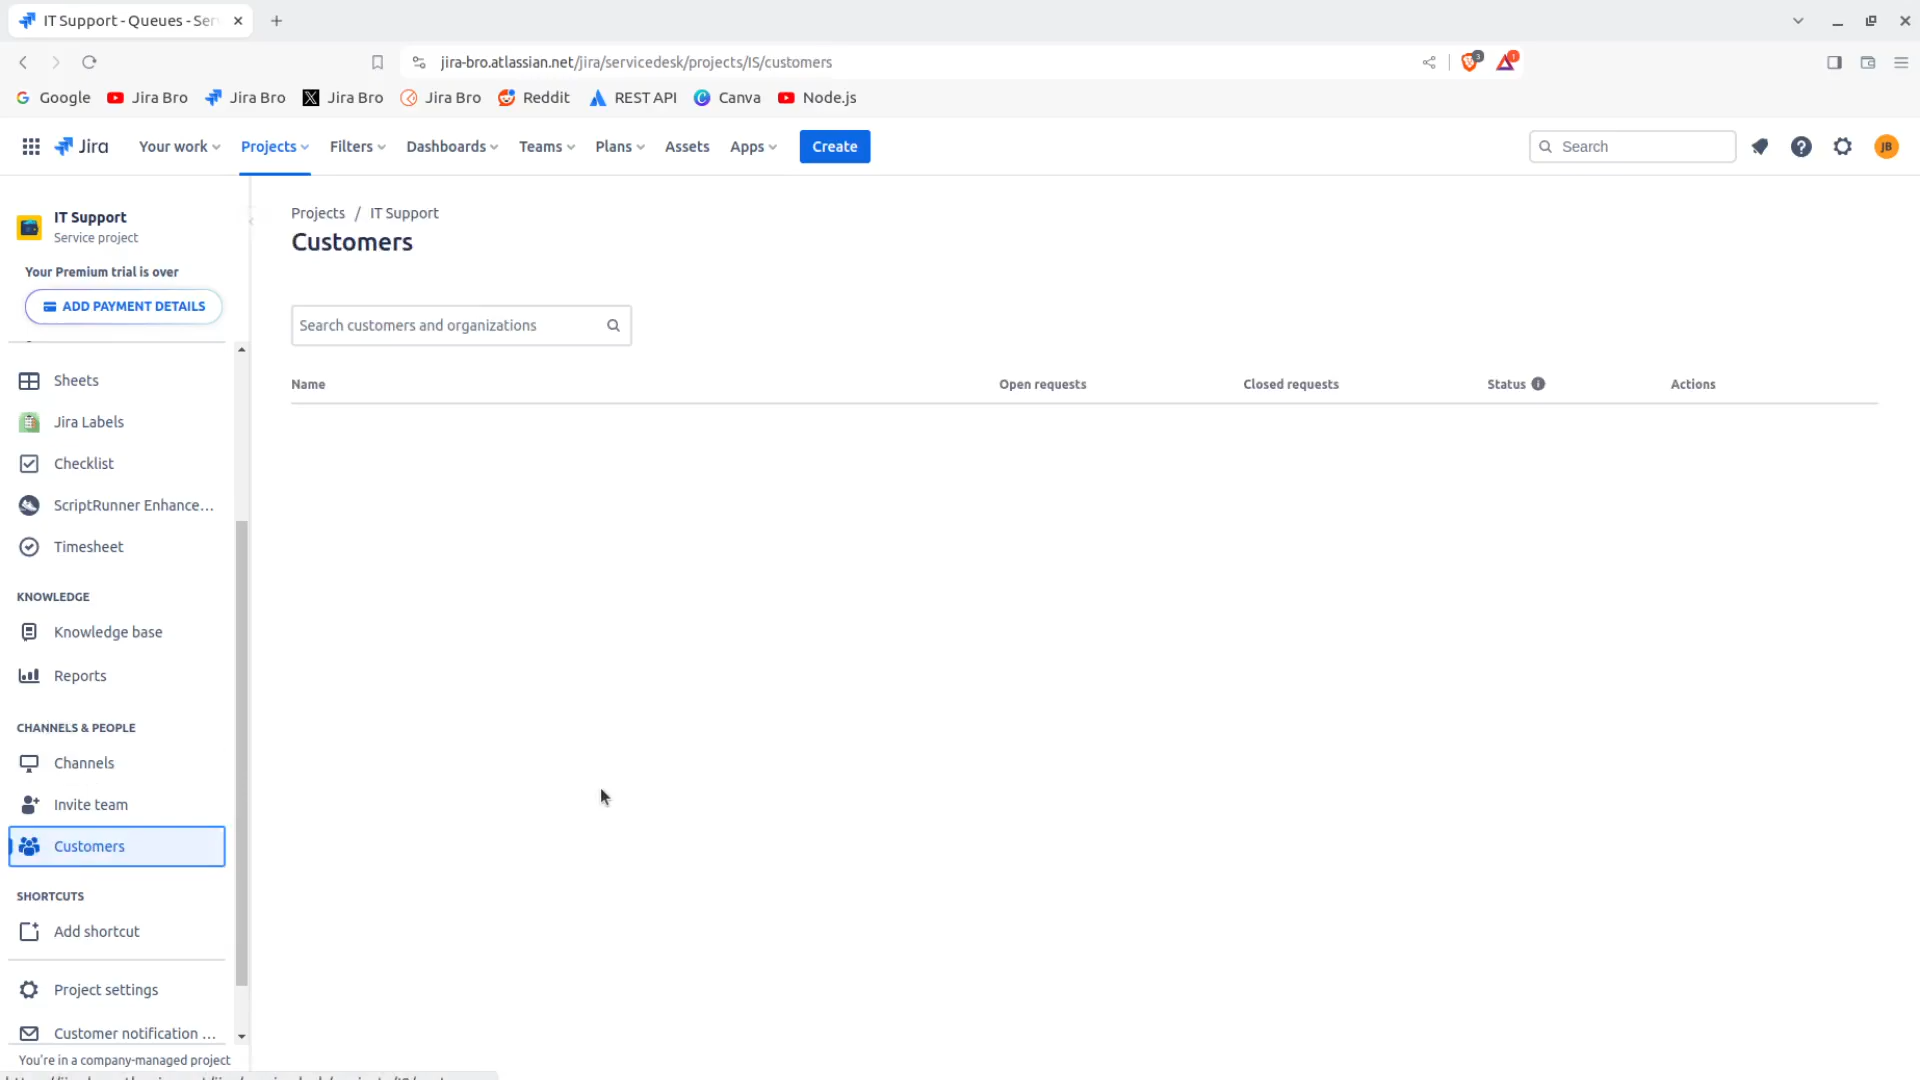 IT Support - Queues - Ser
jira-bro.atlassian.net/jira/servicedesk/projects/IS/customers
3
1
Google
Jira Bro
Jira Bro
Jira Bro
Jira Bro
Reddit
REST API
Canva
Node.js
Jira
Your work
Projects
Filters
Dashboards
Teams
Plans
Assets
Apps
Create
Search
JB
IT Support
Service project
Your Premium trial is over
ADD PAYMENT DETAILS
Sheets
Jira Labels
Checklist
ScriptRunner Enhance...
Timesheet
KNOWLEDGE
Knowledge base
Reports
CHANNELS & PEOPLE
Channels
Invite team
Customers
SHORTCUTS
Add shortcut
Project settings
Customer notification ...
You're in a company-managed project
Projects / IT Support
Customers
Search customers and organizations
Name
Open requests
Closed requests
Status
Actions